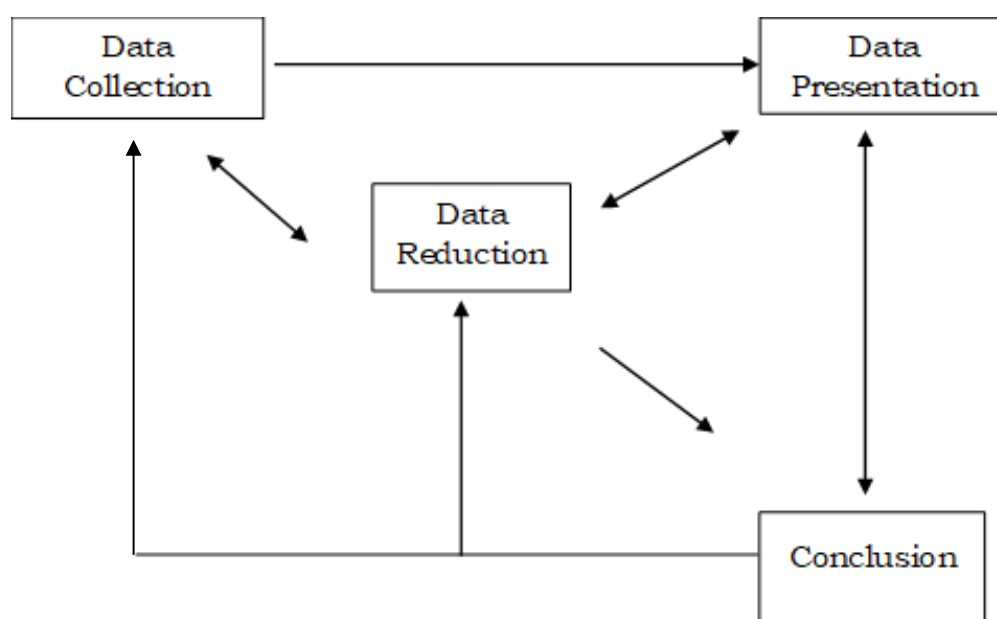 Data
Collection
Data
Presentation
Data
Reduction
Conclusion